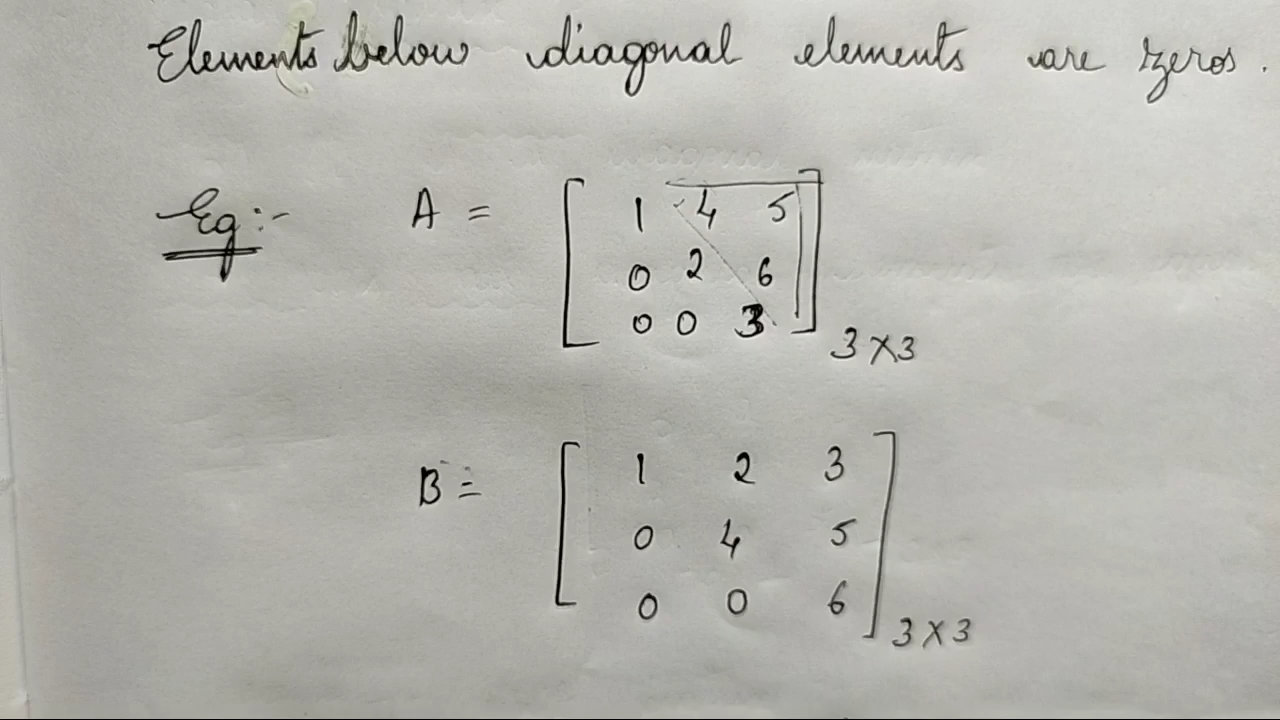 Elements below diagonal elements are zeros.
Eg:- A = [ 1 4 5
0 2 6
0 0 3 ] 3×3
B = [ 1 2 3
0 4 5
0 0 6 ] 3×3